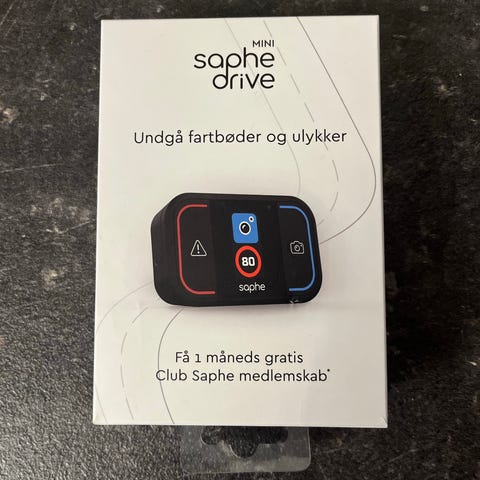 MINI
saphe
drive
Undgå fartbøder og ulykker
80
saphe
Få 1 måneds gratis
Club Saphe medlemskab*